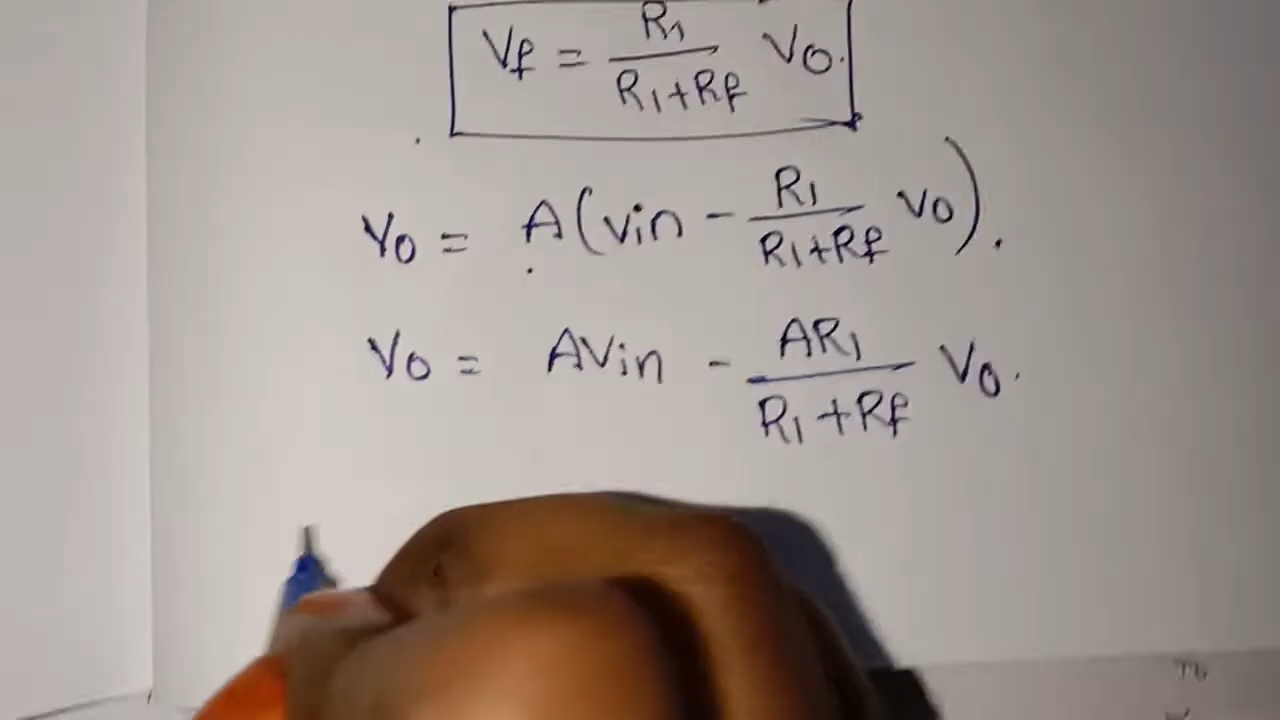 Vf = R1/(R1+Rf) Vo.
Vo = A(Vin - R1/(R1+Rf) Vo).
Vo = AVin - AR1/(R1+Rf) Vo.